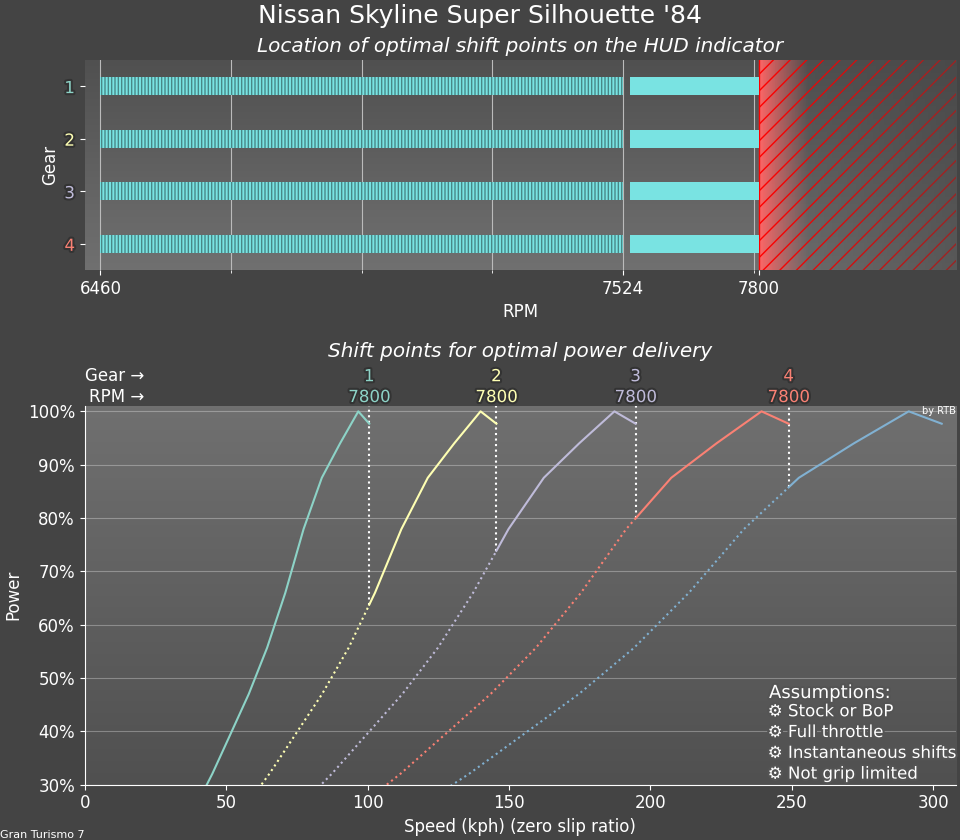 Nissan Skyline Super Silhouette '84
Location of optimal shift points on the HUD indicator
Gear
1
2
3
4
6460 7524 7800
RPM
Shift points for optimal power delivery
Gear → 1 2 3 4
RPM → 7800 7800 7800 7800
by RTB
Power
100%
90%
80%
70%
60%
50%
40%
30%
Assumptions:
⚙ Stock or BoP
⚙ Full throttle
⚙ Instantaneous shifts
⚙ Not grip limited
0 50 100 150 200 250 300
Speed (kph) (zero slip ratio)
Gran Turismo 7